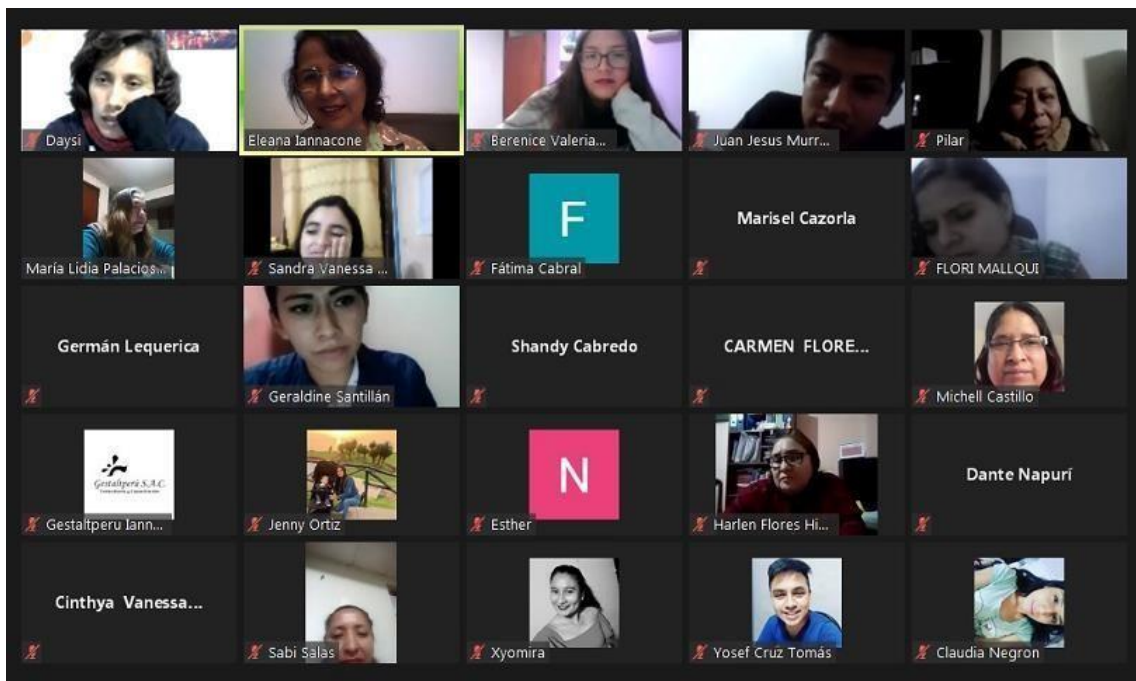 Daysi
Eleana Iannacone
Berenice Valeria...
Juan Jesus Murr...
Pilar
María Lidia Palacios...
Sandra Vanessa ...
F
Fátima Cabral
Marisel Cazorla
FLORI MALLQUI
Germán Lequerica
Geraldine Santillán
Shandy Cabredo
CARMEN FLORE...
Michell Castillo
Gestaltperú S.A.C.
Gestaltperu Iann...
Jenny Ortiz
N
Esther
Harlen Flores Hi...
Dante Napurí
Cinthya Vanessa...
Sabi Salas
Xyomira
Yosef Cruz Tomás
Claudia Negron